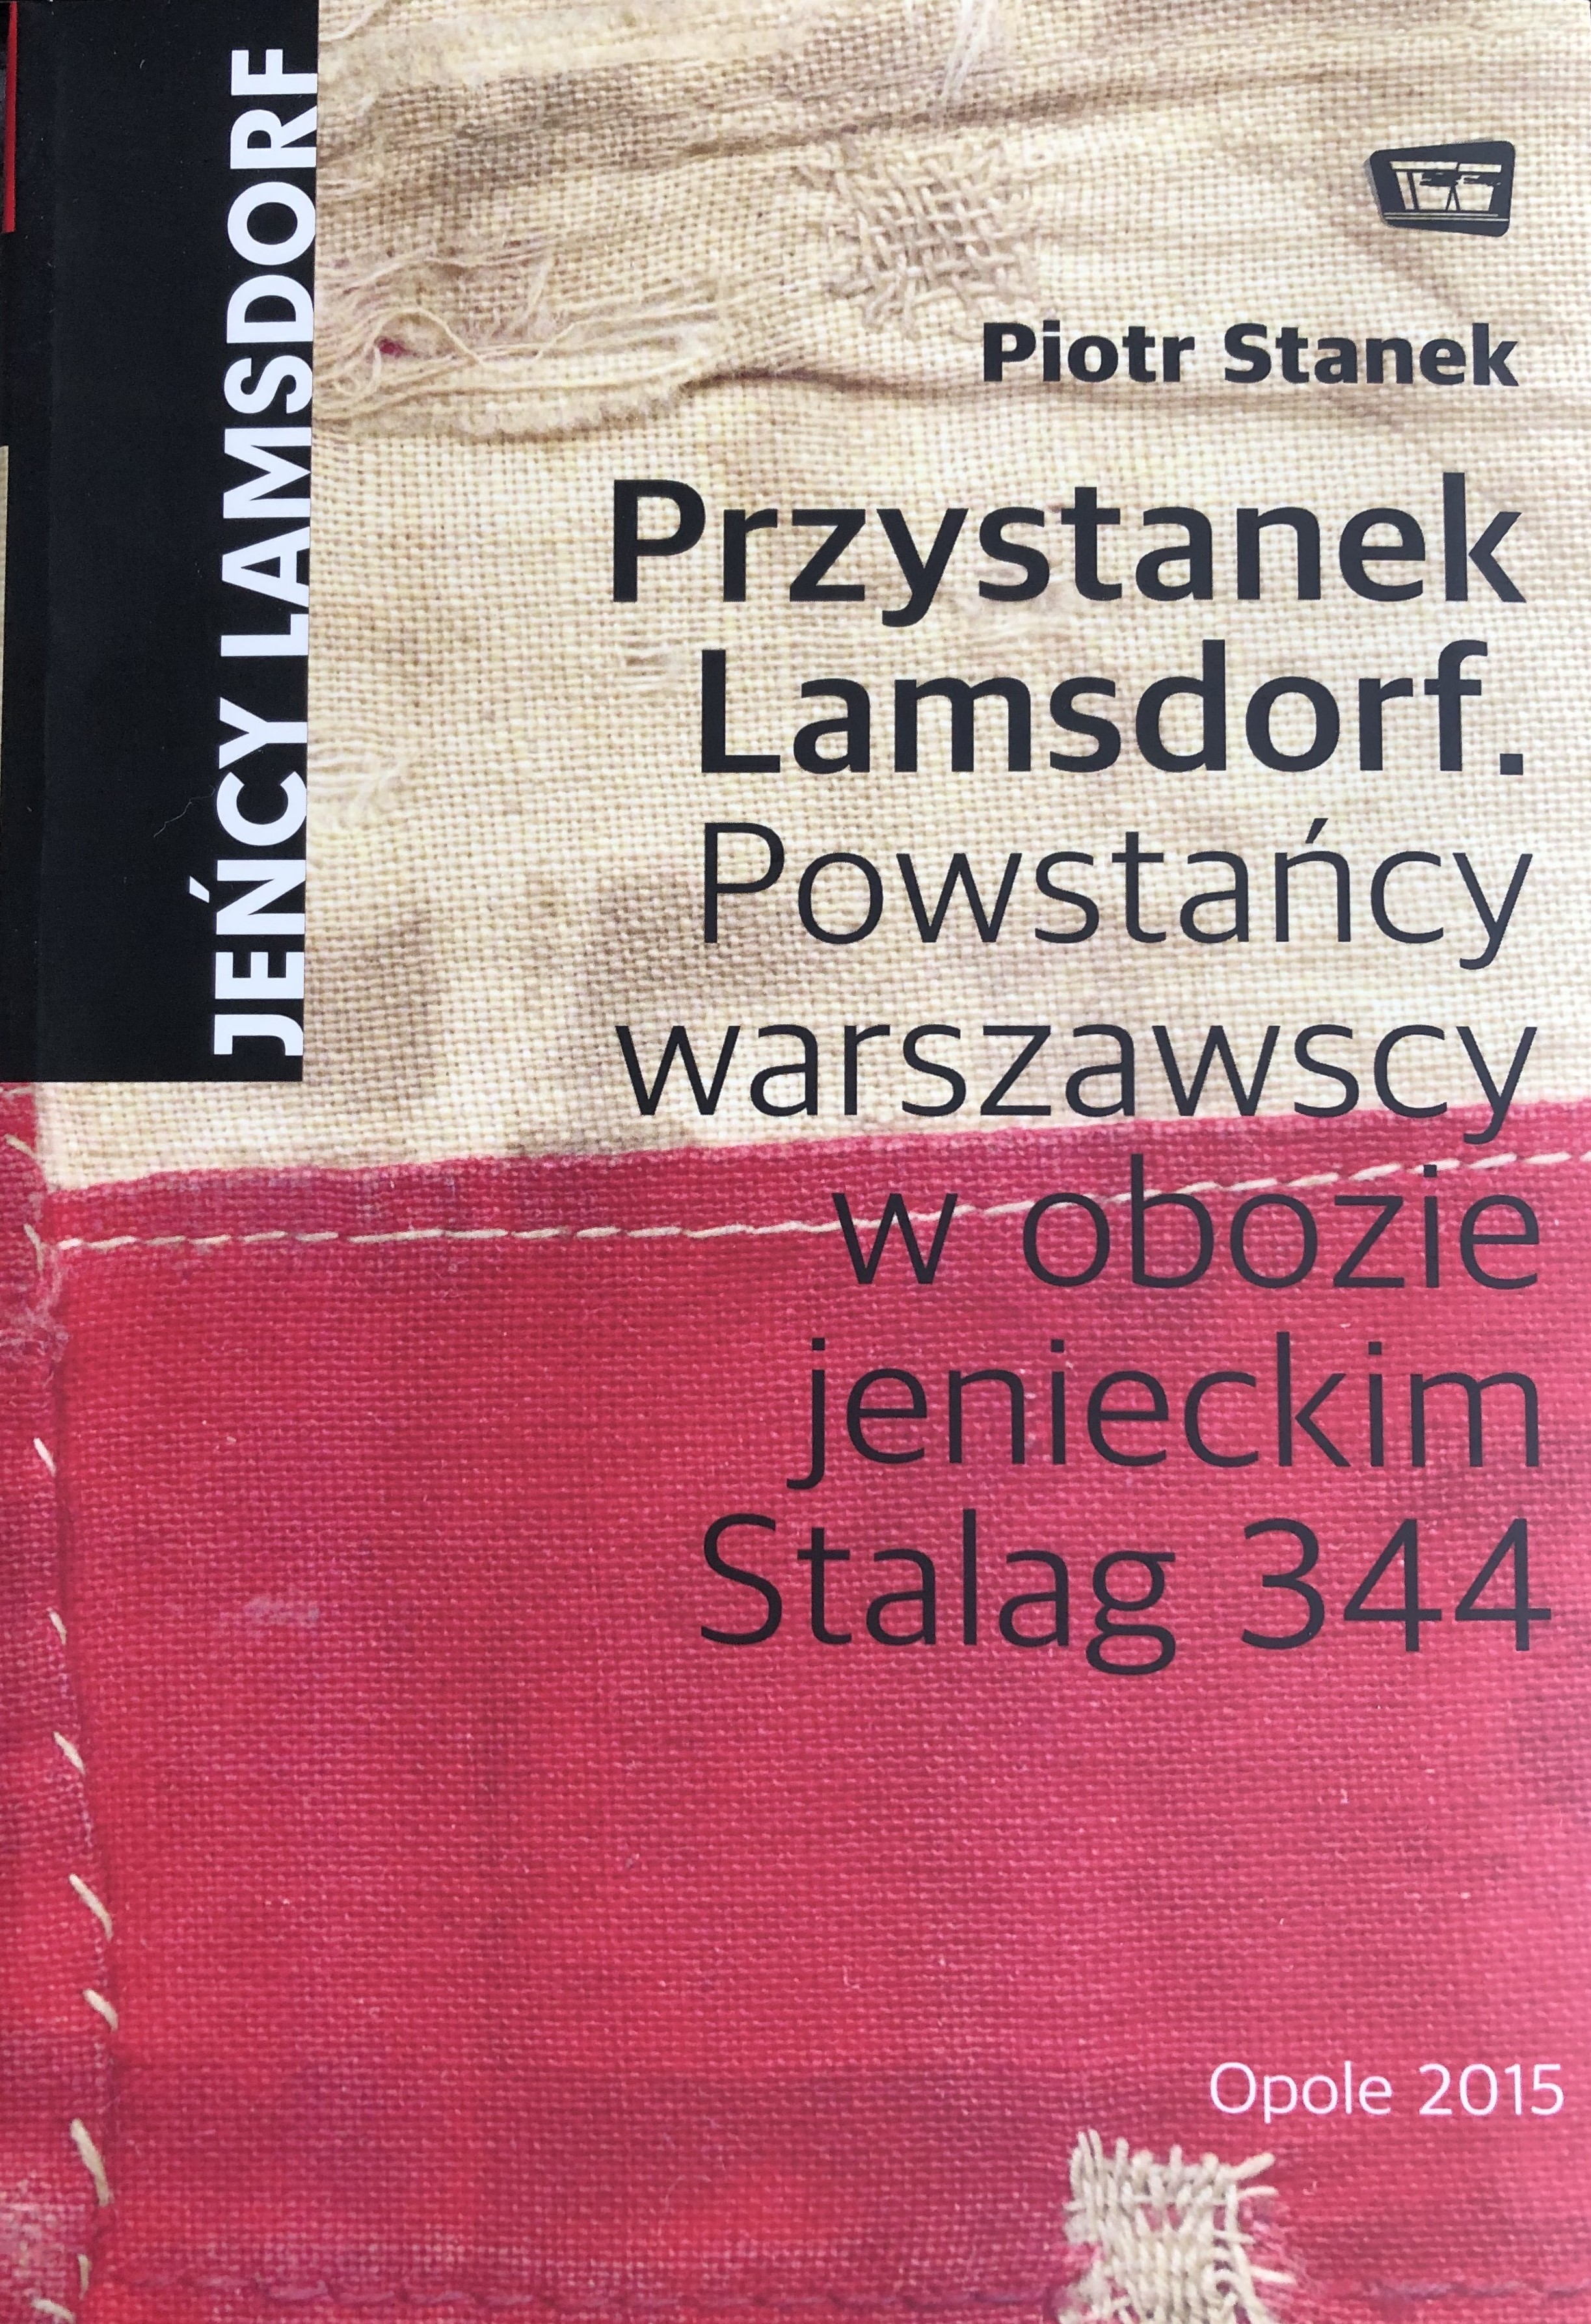 JEŃCY LAMSDORF
Piotr Stanek
Przystanek
Lamsdorf.
Powstańcy
warszawscy
w obozie
jenieckim
Stalag 344
Opole 2015